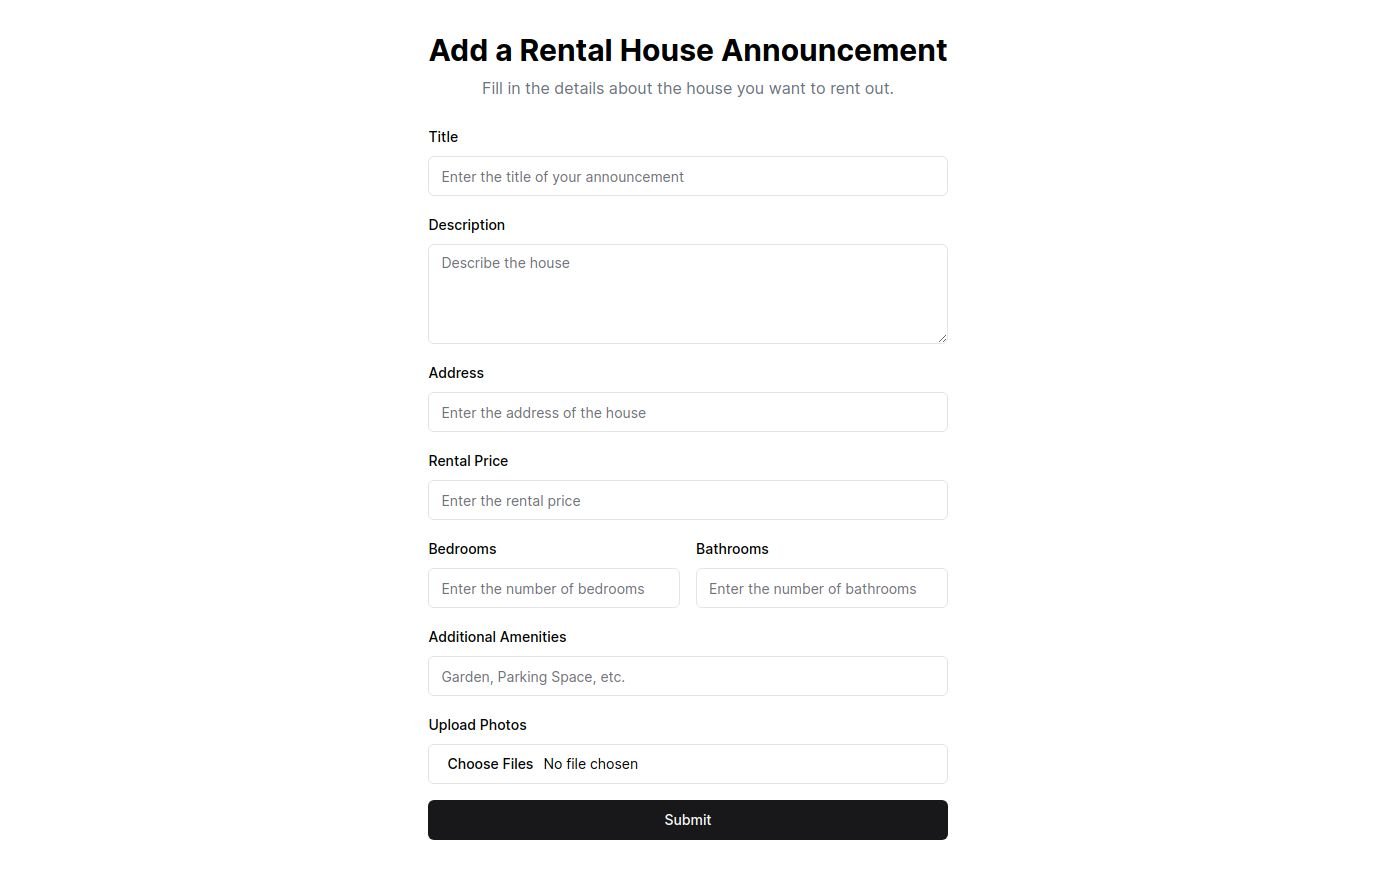 Add a Rental House Announcement
Fill in the details about the house you want to rent out.
Title
Enter the title of your announcement
Description
Describe the house
Address
Enter the address of the house
Rental Price
Enter the rental price
Bedrooms Bathrooms
Enter the number of bedrooms Enter the number of bathrooms
Additional Amenities
Garden, Parking Space, etc.
Upload Photos
Choose Files No file chosen
Submit